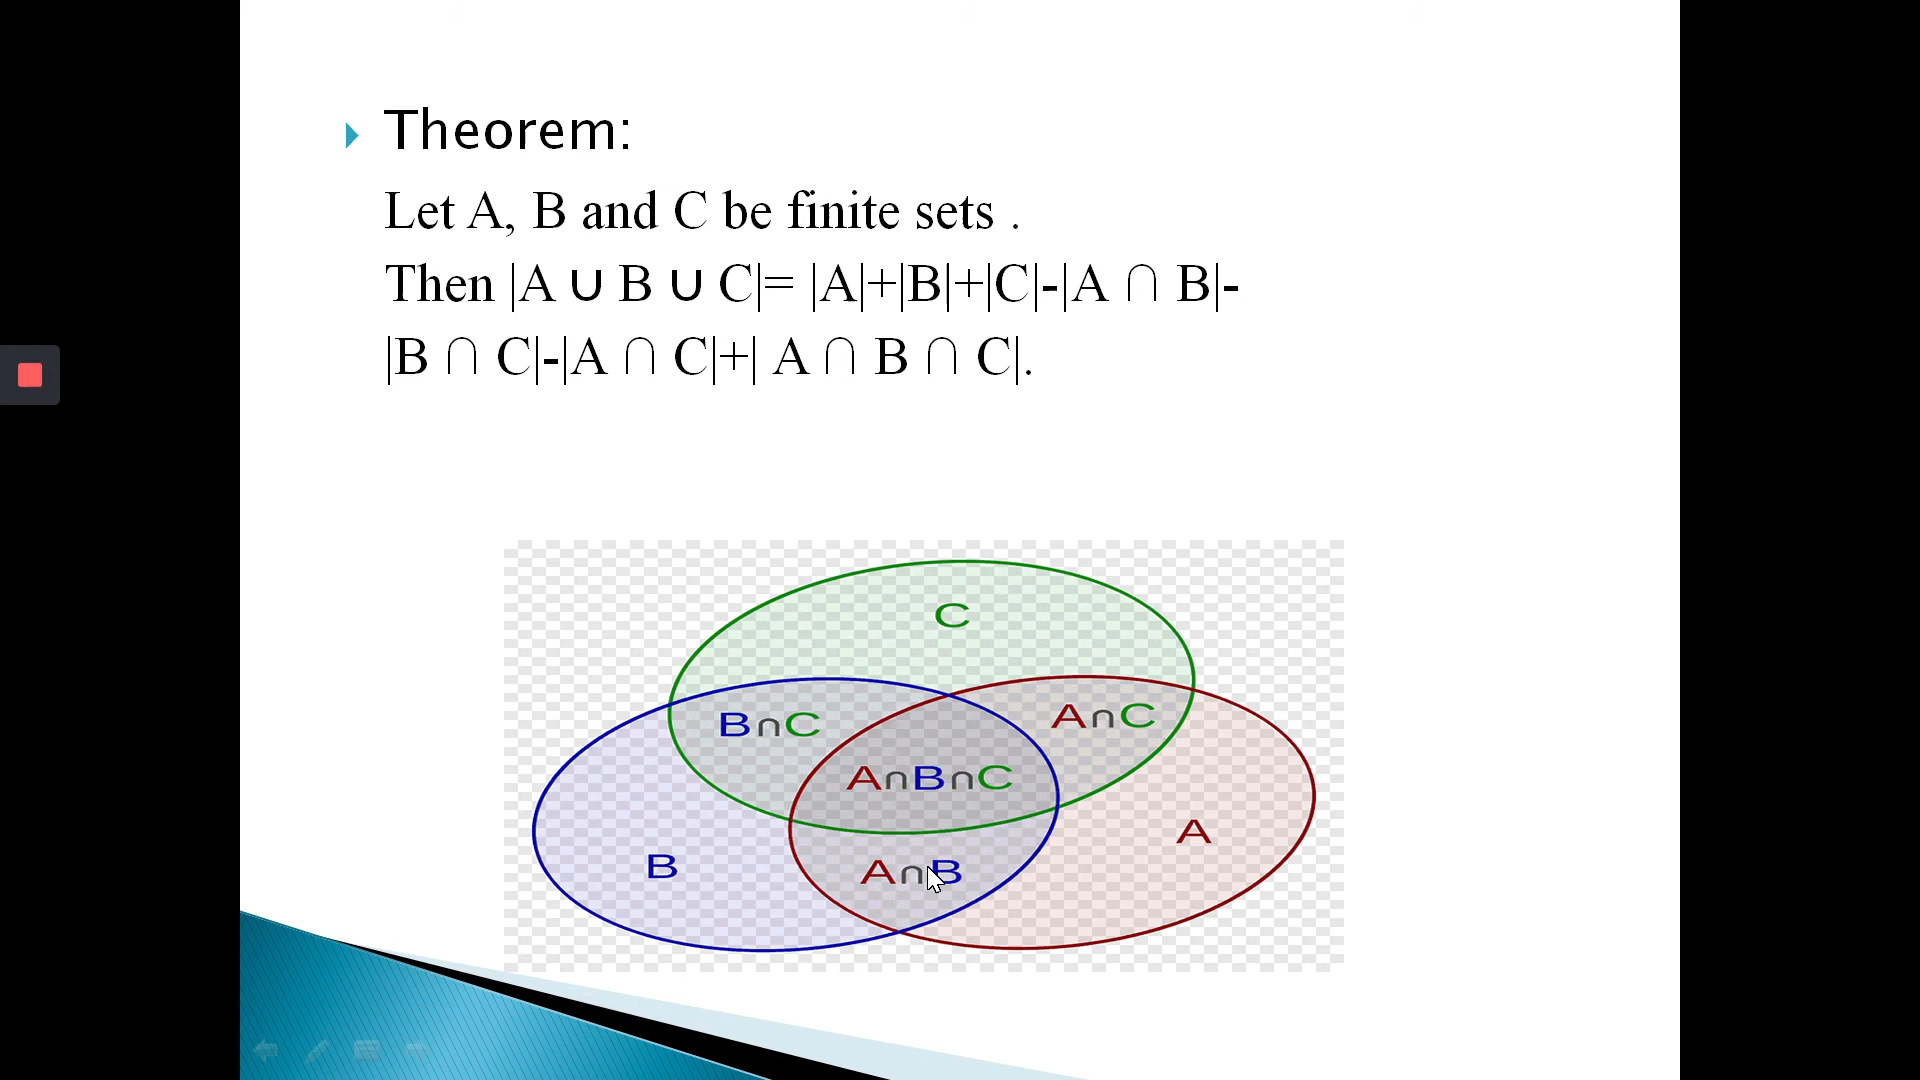 Theorem:
Let A, B and C be finite sets .
Then |A ∪ B ∪ C|= |A|+|B|+|C|-|A ∩ B|-
|B ∩ C|-|A ∩ C|+| A ∩ B ∩ C|.
C
B∩C
A∩C
A∩B∩C
A
B
A∩B